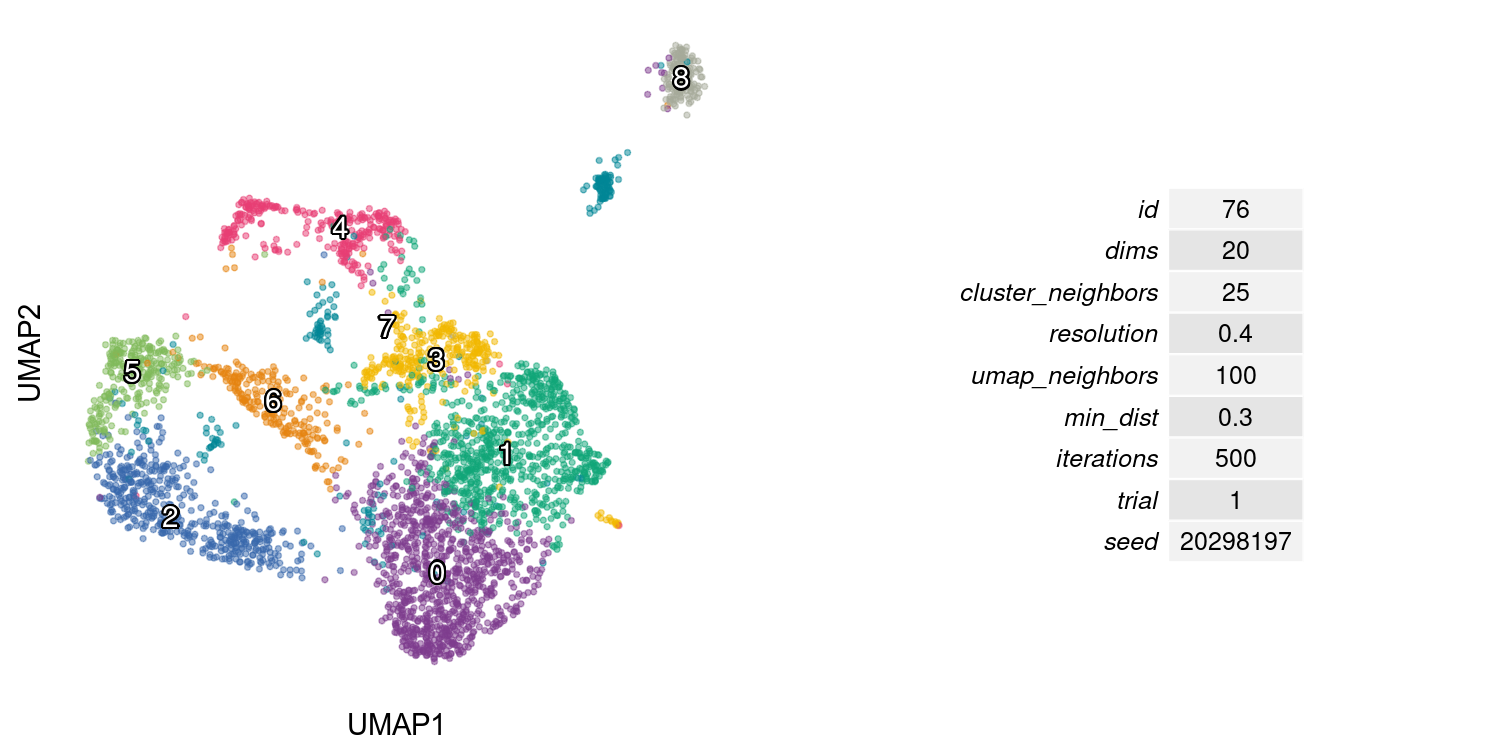 8
4
7
3
5
6
1
2
0
UMAP2
UMAP1
id 76
dims 20
cluster_neighbors 25
resolution 0.4
umap_neighbors 100
min_dist 0.3
iterations 500
trial 1
seed 20298197